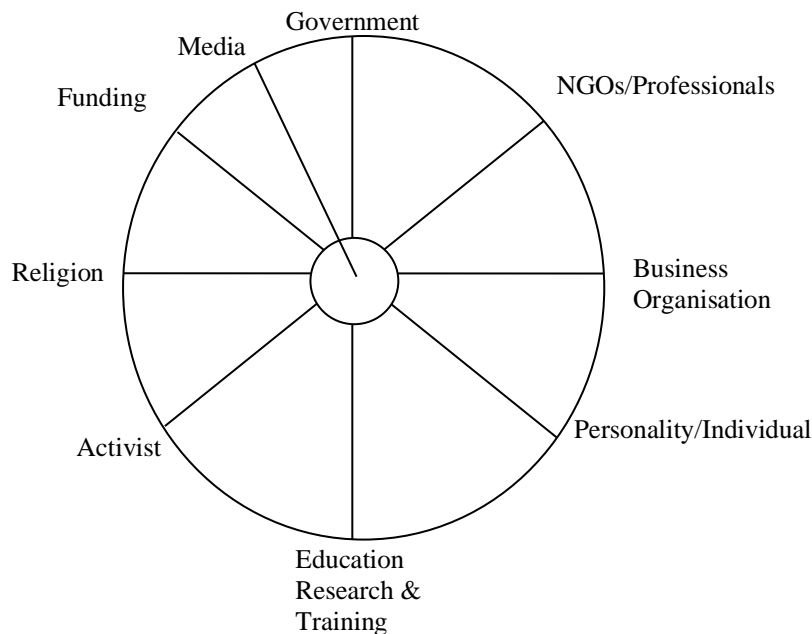 Government
Media
NGOs/Professionals
Funding
Religion
Business
Organisation
Personality/Individual
Activist
Education
Research &
Training